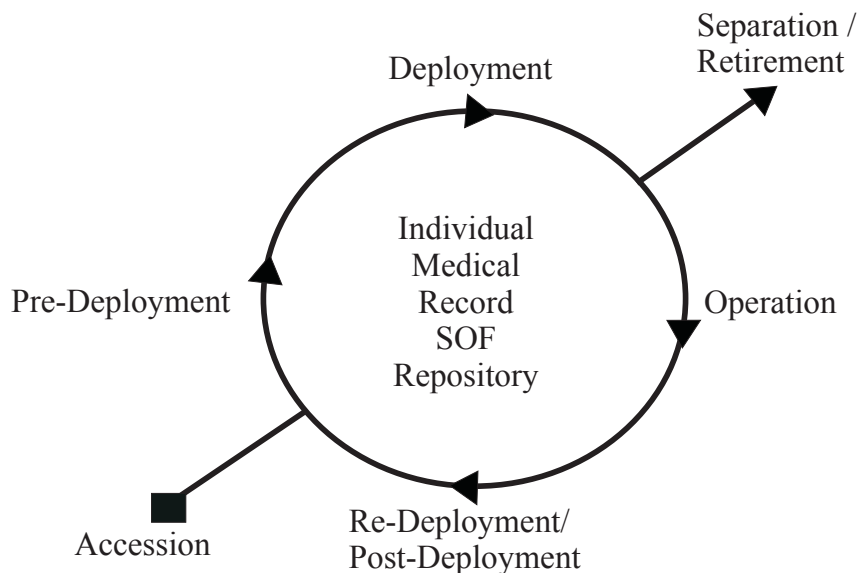 Separation /
Retirement
Deployment
Individual
Medical
Record
SOF
Repository
Pre-Deployment
Operation
Accession
Re-Deployment/
Post-Deployment